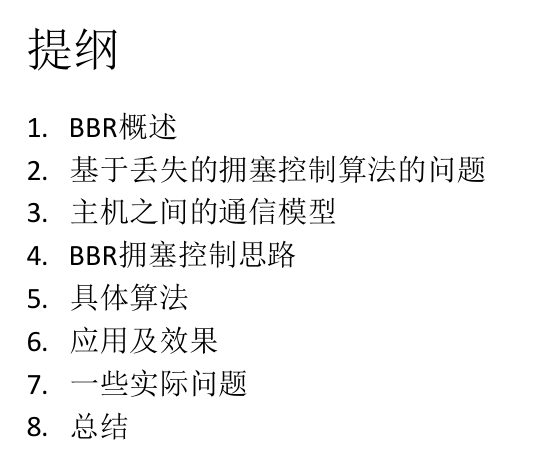 提纲
1. BBR概述
2. 基于丢失的拥塞控制算法的问题
3. 主机之间的通信模型
4. BBR拥塞控制思路
5. 具体算法
6. 应用及效果
7. 一些实际问题
8. 总结